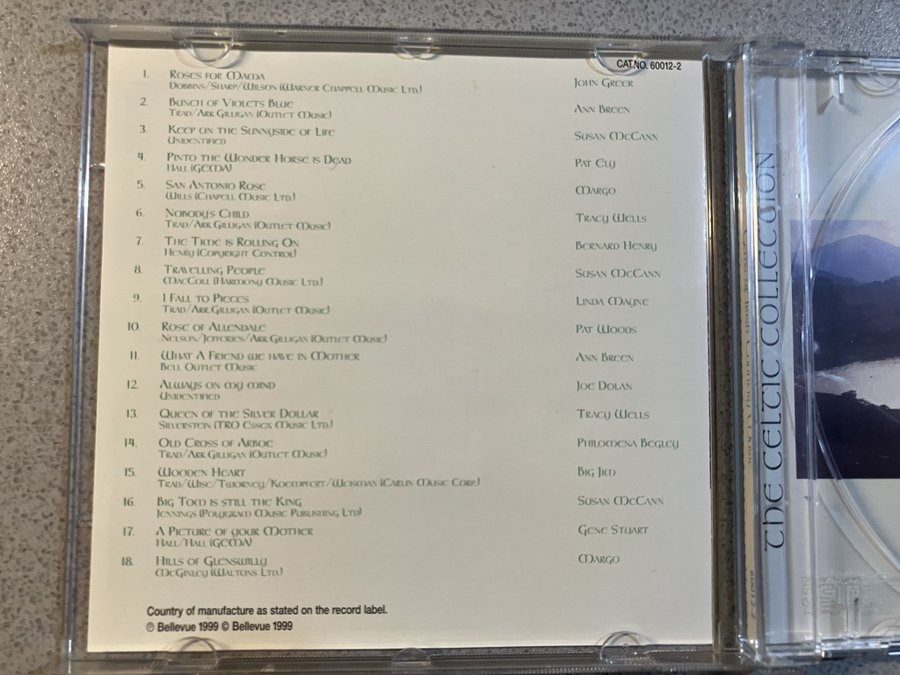 CAT.NO. 60012-2
1. Roses for Mama John Greer
Dobbins/Sharp/Wilson (Warner Chappell Music Ltd.)
2. Bunch of Violets Blue Ann Breen
Trad/Arr. Gilligan (Outlet Music)
3. Keep on the Sunnyside of Life Susan McCann
Unidentified
4. Pinto the Wonder Horse is Dead Pat Ely
Hall (GEMA)
5. San Antonio Rose Margo
Wills (Chapell Music Ltd)
6. Nobodys Child Tracy Wells
Trad/Arr. Gilligan (Outlet Music)
7. The Time is Rolling On Bernard Henry
Henry (Copyright Control)
8. Travelling People Susan McCann
MacColl (Harmony Music Ltd.)
9. I Fall to Pieces Linda Mayne
Trad/Arr. Gilligan (Outlet Music)
10. Rose of Allendale Pat Woods
Nelson/Jefferies/Arr. Gilligan (Outlet Music)
11. What A Friend we have in Mother Ann Breen
Bell Outlet Music
12. Always on my mind Joe Dolan
Unidentified
13. Queen of the Silver Dollar Tracy Wells
Silverstein (TRO Essex Music Ltd.)
14. Old Cross of Arboe Philomena Begley
Trad/Arr. Gilligan (Outlet Music)
15. Wooden Heart Big Jim
Trad/Wise/Twomey/Koempfert/Weisman (Carlin Music Corp.)
16. Big Tom is still the King Susan McCann
Jennings (Polygram Music Publishing Ltd)
17. A Picture of your Mother Gene Stuart
Hall/Hall (GEMA)
18. Hills of Glenswilly Margo
McGinley (Waltons Ltd.)
Country of manufacture as stated on the record label.
℗ Bellevue 1999 © Bellevue 1999
THE CELTIC COLLECTION